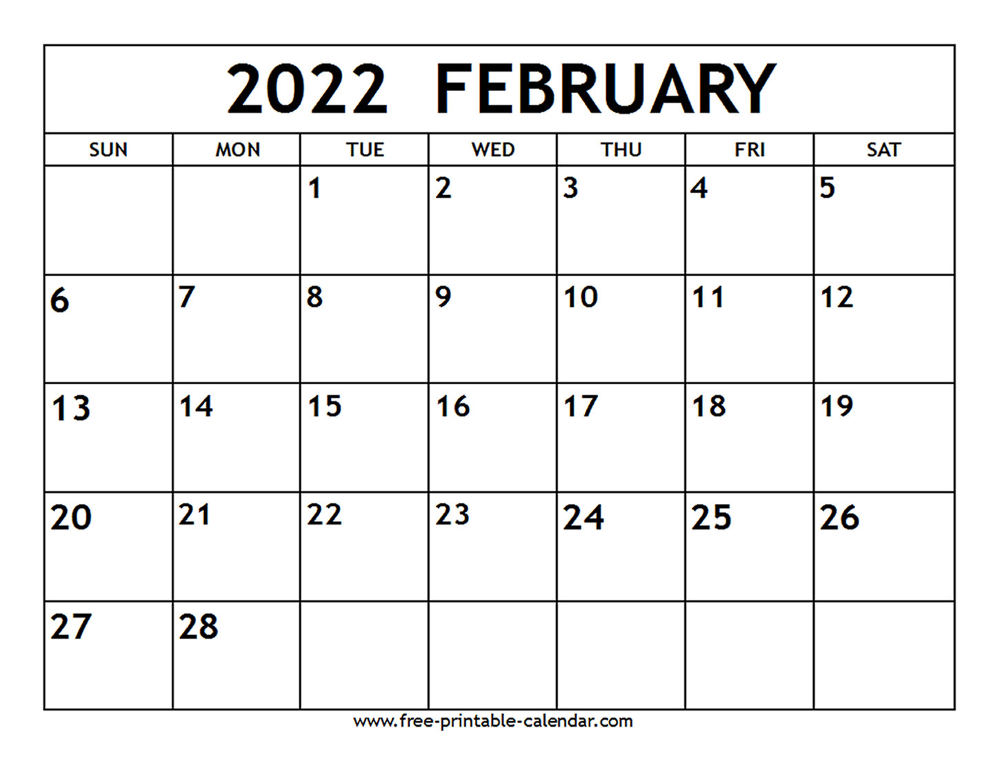 2022 FEBRUARY
SUN MON TUE WED THU FRI SAT
1 2 3 4 5
6 7 8 9 10 11 12
13 14 15 16 17 18 19
20 21 22 23 24 25 26
27 28
www.free-printable-calendar.com